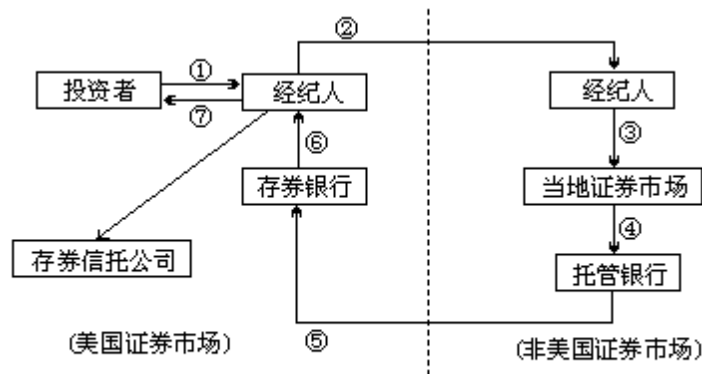 ②
投资者
①
经纪人
经纪人
⑦
③
⑥
存券银行
当地证券市场
④
存券信托公司
托管银行
(美国证券市场)
⑤
(非美国证券市场)